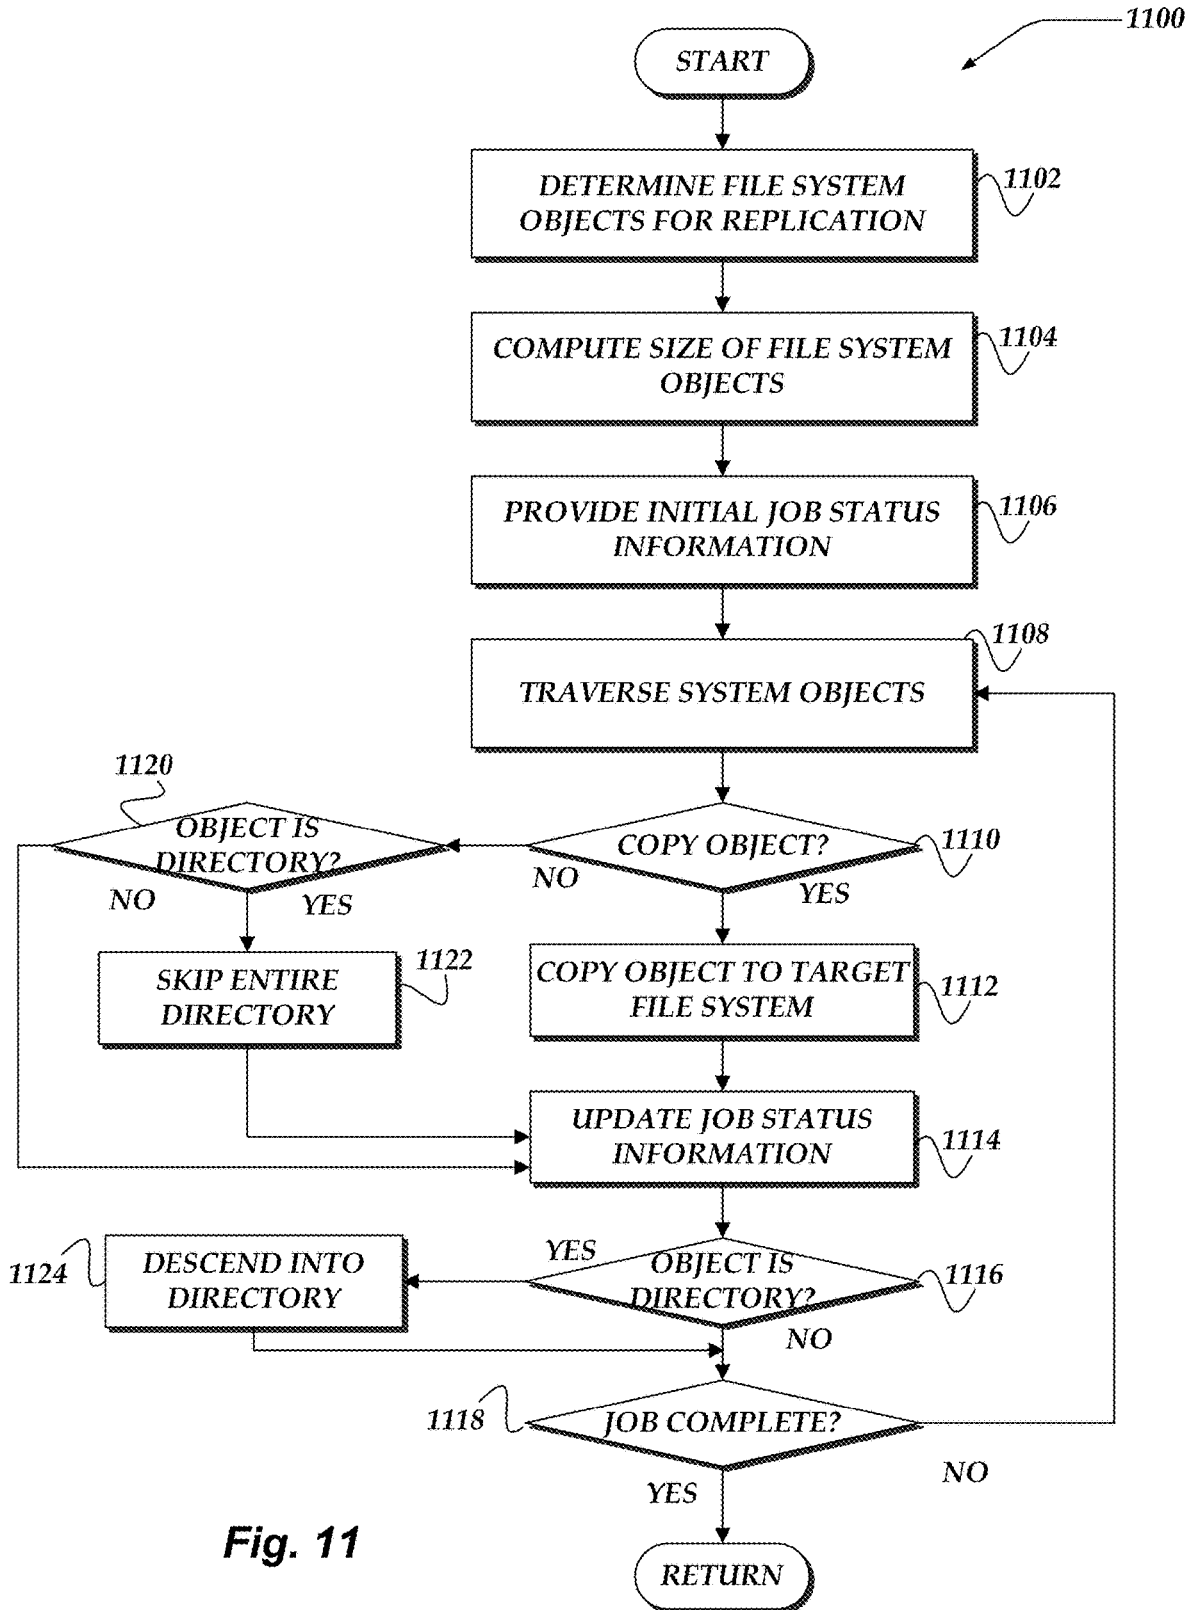 1100
START
DETERMINE FILE SYSTEM
OBJECTS FOR REPLICATION
1102
COMPUTE SIZE OF FILE SYSTEM
OBJECTS
1104
PROVIDE INITIAL JOB STATUS
INFORMATION
1106
TRAVERSE SYSTEM OBJECTS
1108
COPY OBJECT?
1110
NO
YES
1120
OBJECT IS
DIRECTORY?
NO
YES
SKIP ENTIRE
DIRECTORY
1122
COPY OBJECT TO TARGET
FILE SYSTEM
1112
UPDATE JOB STATUS
INFORMATION
1114
OBJECT IS
DIRECTORY?
1116
YES
NO
DESCEND INTO
DIRECTORY
1124
JOB COMPLETE?
1118
NO
YES
RETURN
Fig. 11